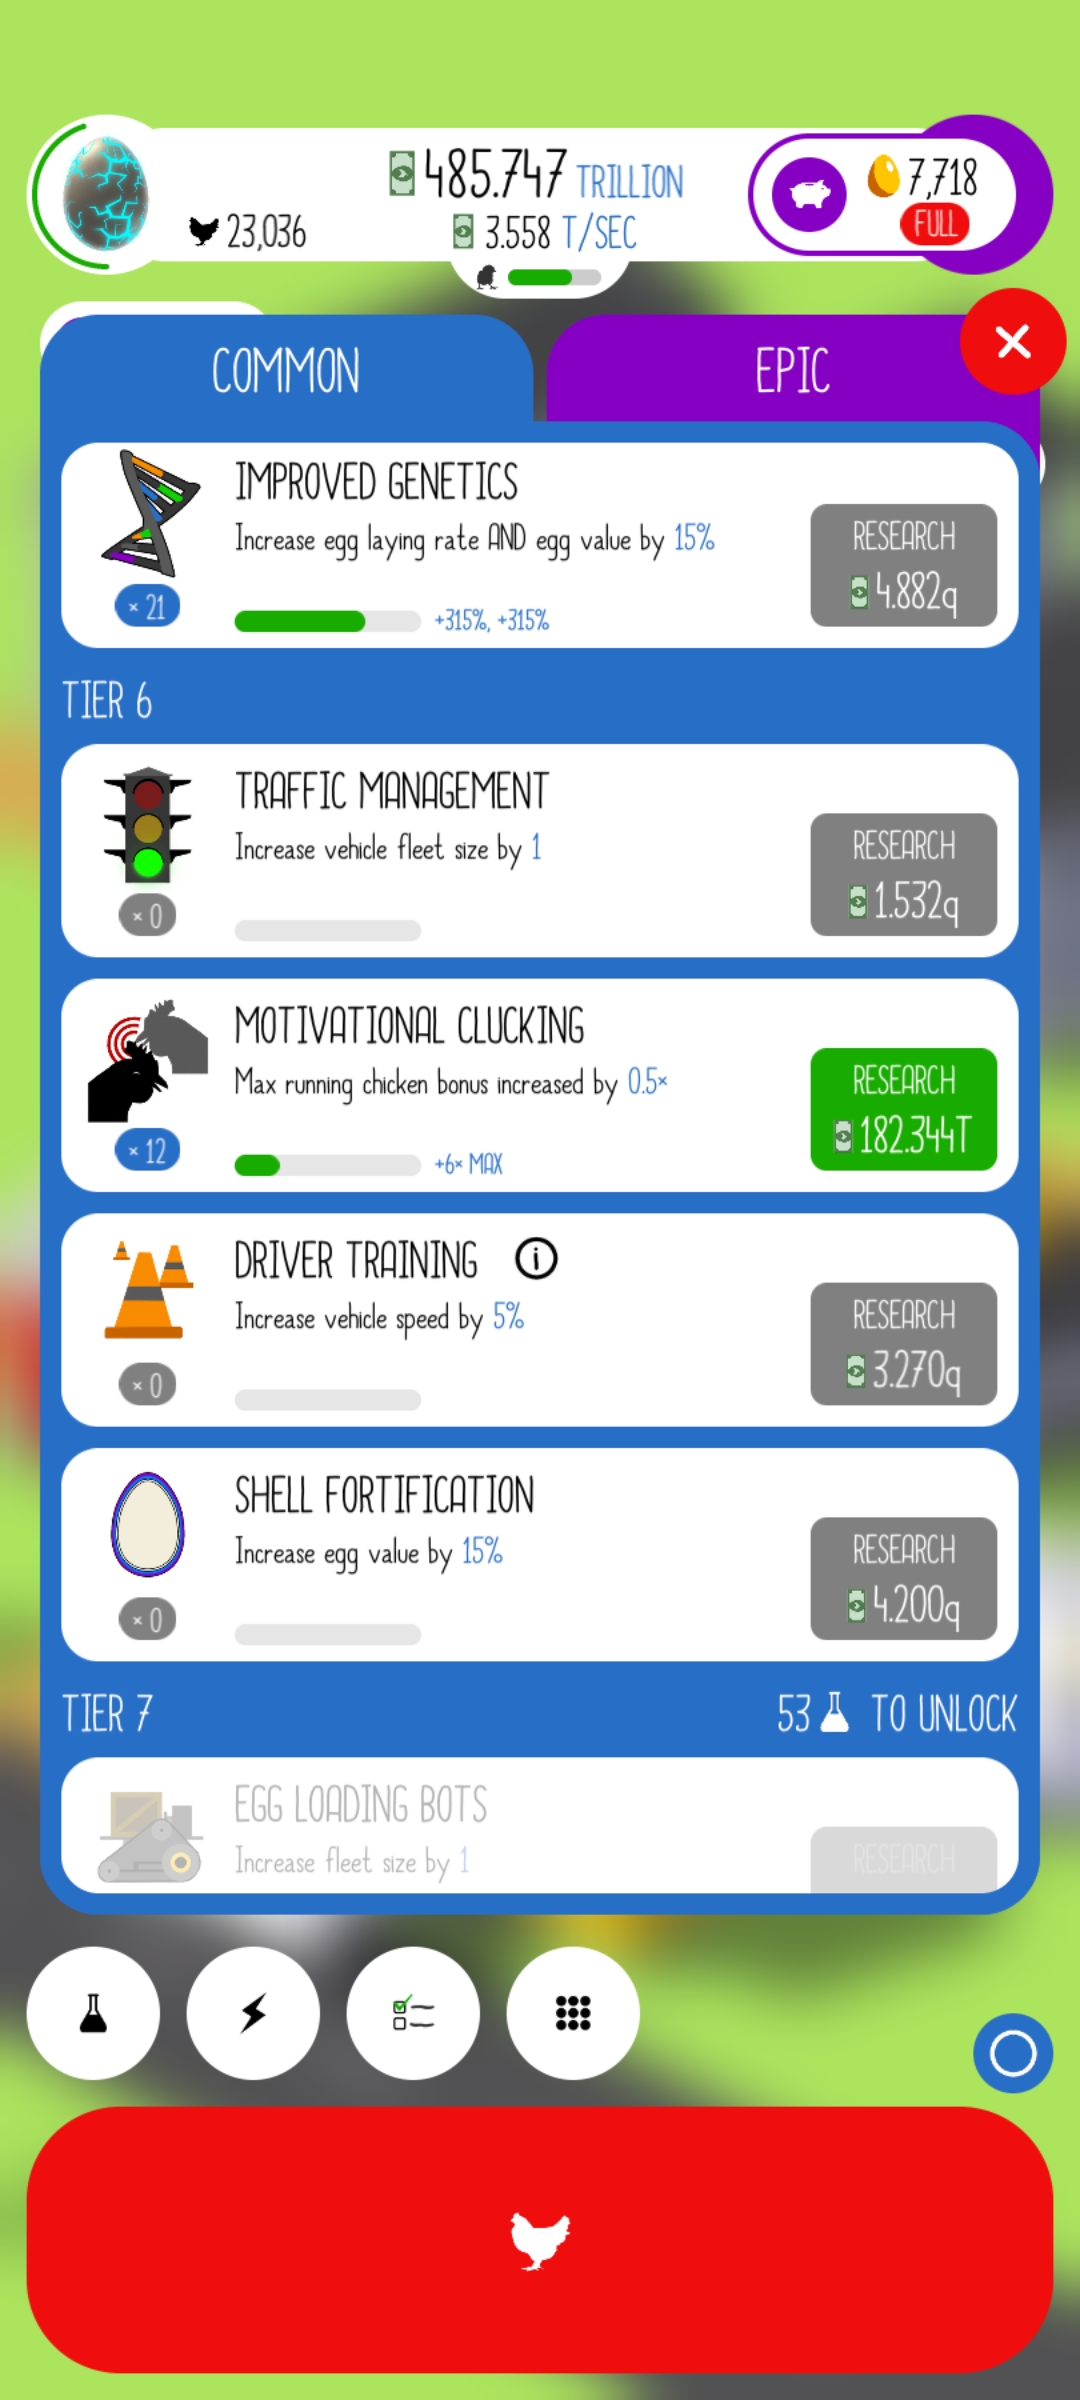 485.747 TRILLION
7,718
23,036
3.558 T/SEC
FULL
COMMON
EPIC
IMPROVED GENETICS
Increase egg laying rate AND egg value by 15%
RESEARCH
4.882q
× 21
+315%, +315%
TIER 6
TRAFFIC MANAGEMENT
Increase vehicle fleet size by 1
RESEARCH
1.532q
× 0
MOTIVATIONAL CLUCKING
Max running chicken bonus increased by 0.5×
RESEARCH
182.344T
× 12
+6× MAX
DRIVER TRAINING
Increase vehicle speed by 5%
RESEARCH
3.270q
× 0
SHELL FORTIFICATION
Increase egg value by 15%
RESEARCH
4.200q
× 0
TIER 7
53 TO UNLOCK
EGG LOADING BOTS
Increase fleet size by 1
RESEARCH